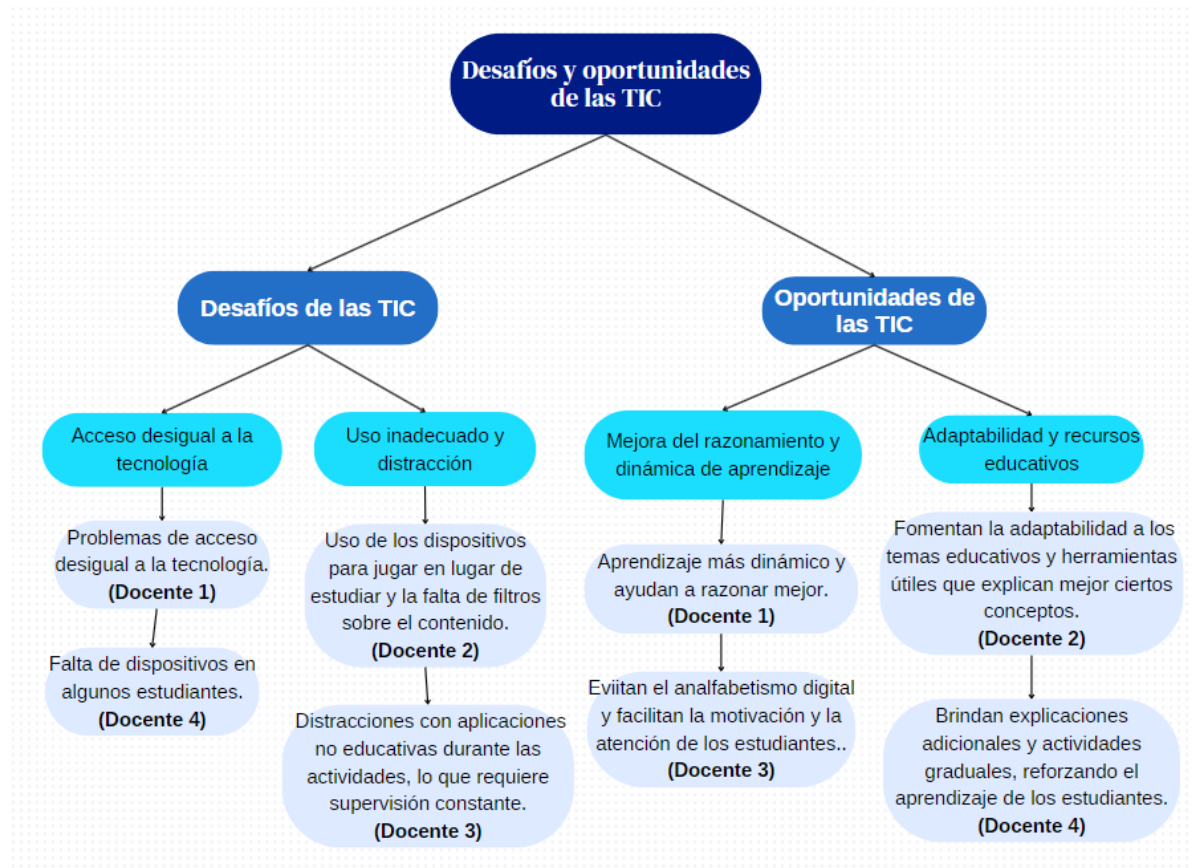 Desafíos y oportunidades
de las TIC
Desafíos de las TIC
Oportunidades de
las TIC
Acceso desigual a la
tecnología
Uso inadecuado y
distracción
Mejora del razonamiento y
dinámica de aprendizaje
Adaptabilidad y recursos
educativos
Problemas de acceso
desigual a la tecnología.
(Docente 1)
Falta de dispositivos en
algunos estudiantes.
(Docente 4)
Uso de los dispositivos
para jugar en lugar de
estudiar y la falta de filtros
sobre el contenido.
(Docente 2)
Distracciones con aplicaciones
no educativas durante las
actividades, lo que requiere
supervisión constante.
(Docente 3)
Aprendizaje más dinámico y
ayudan a razonar mejor.
(Docente 1)
Eviitan el analfabetismo digital
y facilitan la motivación y la
atención de los estudiantes..
(Docente 3)
Fomentan la adaptabilidad a los
temas educativos y herramientas
útiles que explican mejor ciertos
conceptos.
(Docente 2)
Brindan explicaciones
adicionales y actividades
graduales, reforzando el
aprendizaje de los estudiantes.
(Docente 4)